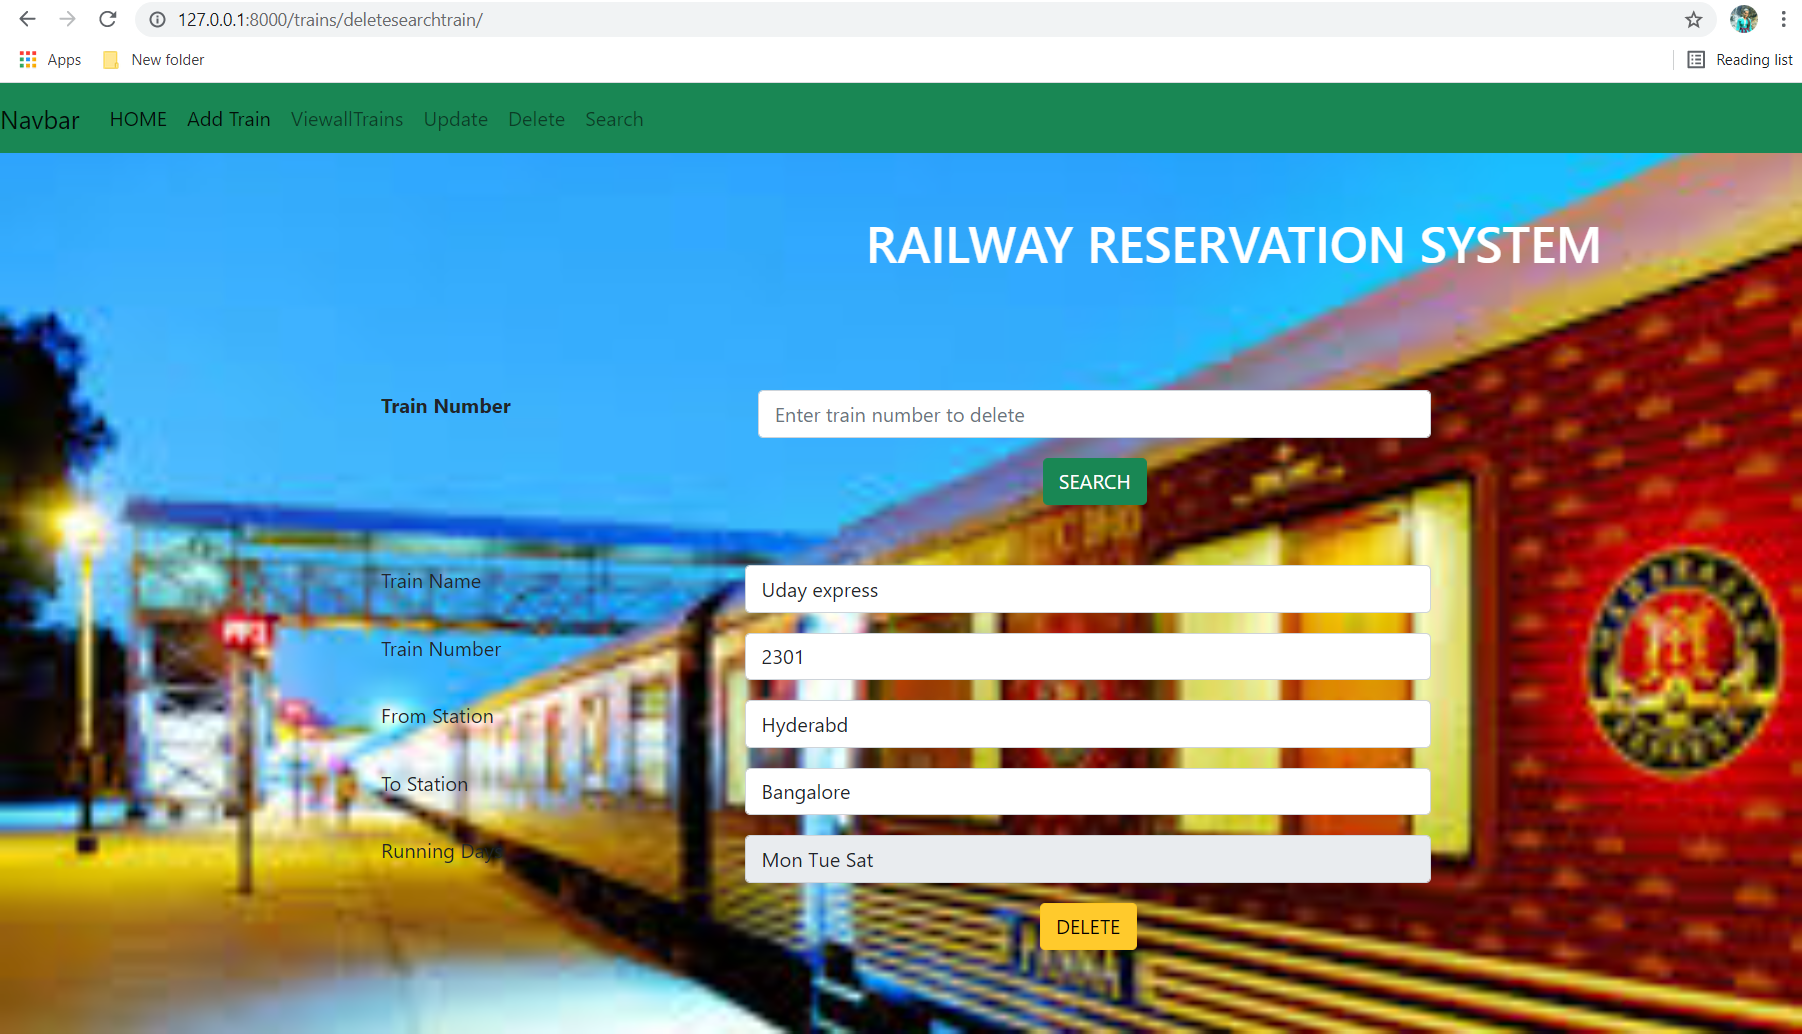 127.0.0.1:8000/trains/deletesearchtrain/
Apps New folder Reading list
Navbar HOME Add Train ViewallTrains Update Delete Search
RAILWAY RESERVATION SYSTEM
Train Number Enter train number to delete
SEARCH
Train Name Uday express
Train Number 2301
From Station Hyderabd
To Station Bangalore
Running Days Mon Tue Sat
DELETE